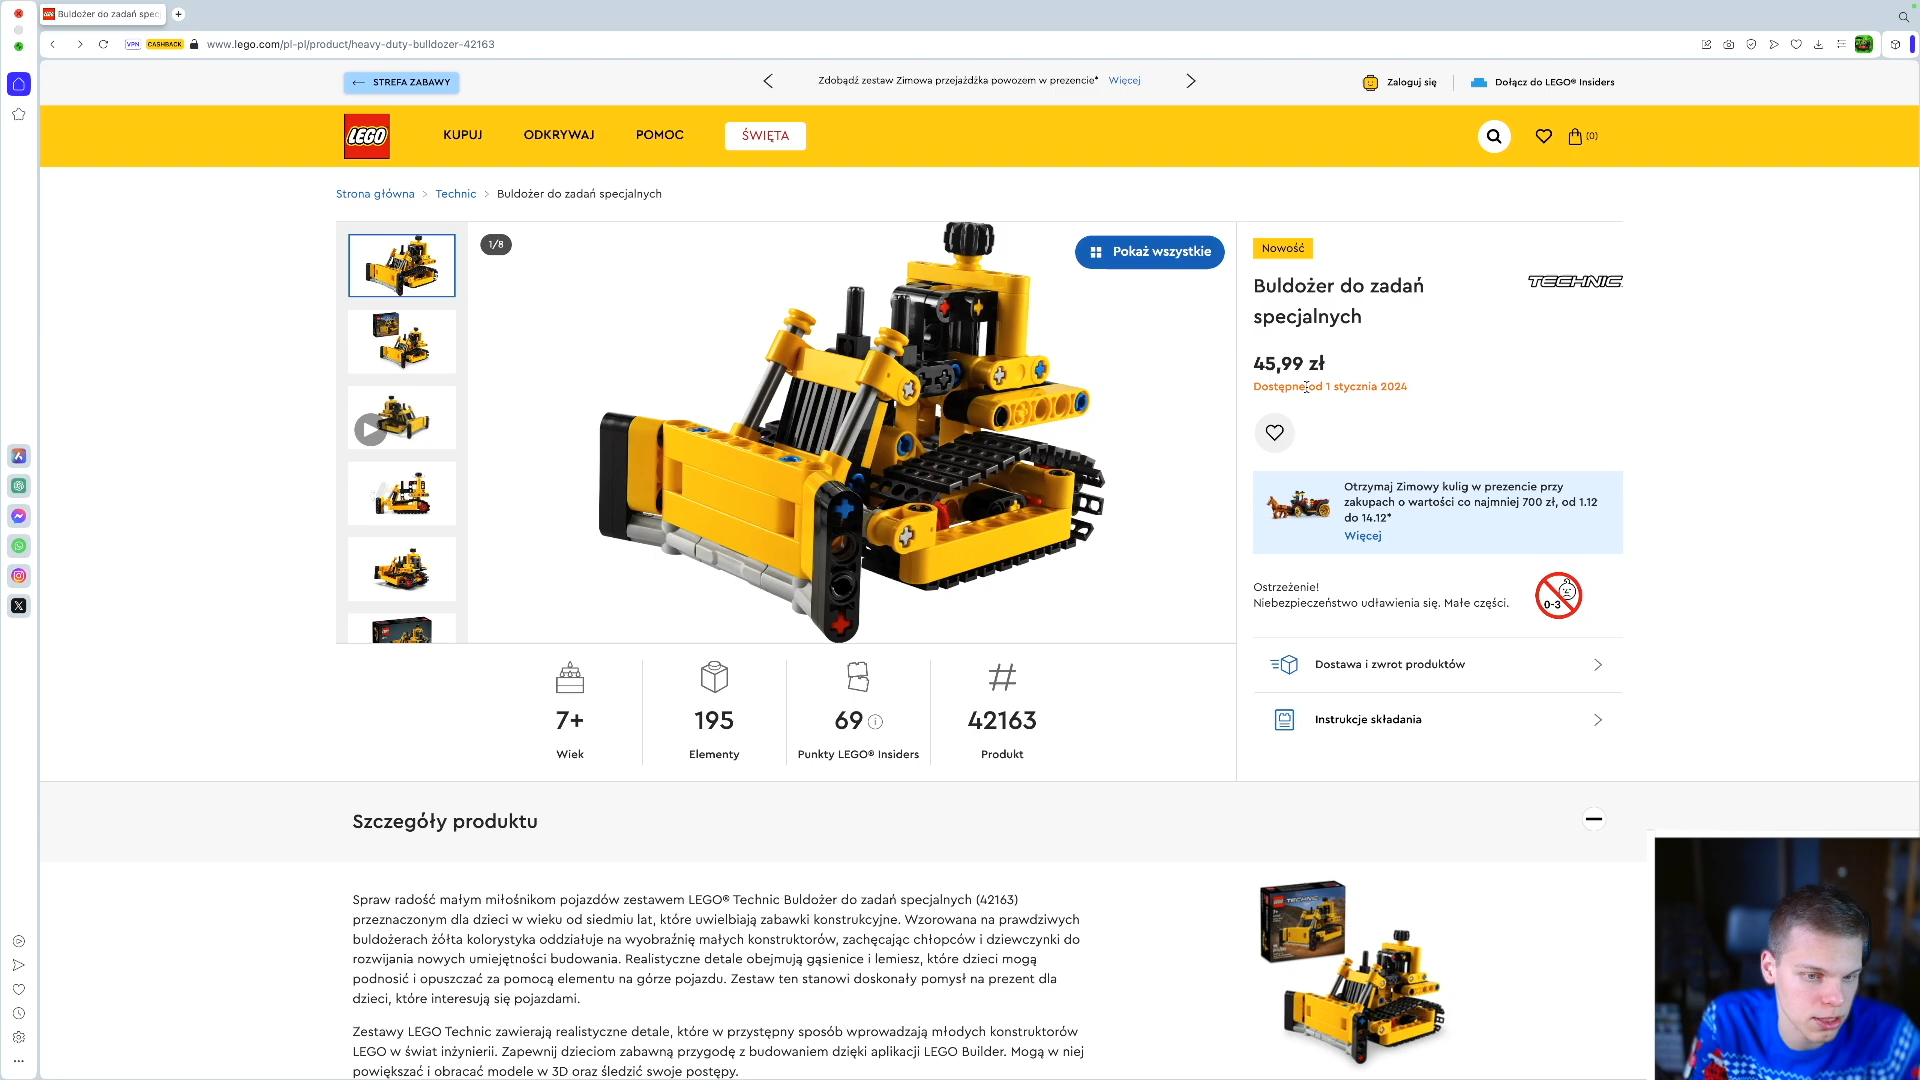 Buldożer do zadań spec
VPN CASHBACK www.lego.com/pl-pl/product/heavy-duty-bulldozer-42163
STREFA ZABAWY
Zdobądź zestaw Zimowa przejażdżka powozem w prezencie* Więcej
Zaloguj się
Dołącz do LEGO® Insiders
LEGO
KUPUJ
ODKRYWAJ
POMOC
ŚWIĘTA
(0)
Strona główna > Technic > Buldożer do zadań specjalnych
1/8
Pokaż wszystkie
Nowość
Buldożer do zadań
specjalnych
TECHNIC
45,99 zł
Dostępne od 1 stycznia 2024
Otrzymaj Zimowy kulig w prezencie przy
zakupach o wartości co najmniej 700 zł, od 1.12
do 14.12*
Więcej
Ostrzeżenie!
Niebezpieczeństwo udławienia się. Małe części.
0-3
Dostawa i zwrot produktów
Instrukcje składania
7+
Wiek
195
Elementy
69
Punkty LEGO® Insiders
42163
Produkt
Szczegóły produktu
Spraw radość małym miłośnikom pojazdów zestawem LEGO® Technic Buldożer do zadań specjalnych (42163)
przeznaczonym dla dzieci w wieku od siedmiu lat, które uwielbiają zabawki konstrukcyjne. Wzorowana na prawdziwych
buldożerach żółta kolorystyka oddziałuje na wyobraźnię małych konstruktorów, zachęcając chłopców i dziewczynki do
rozwijania nowych umiejętności budowania. Realistyczne detale obejmują gąsienice i lemiesz, które dzieci mogą
podnosić i opuszczać za pomocą elementu na górze pojazdu. Zestaw ten stanowi doskonały pomysł na prezent dla
dzieci, które interesują się pojazdami.
Zestawy LEGO Technic zawierają realistyczne detale, które w przystępny sposób wprowadzają młodych konstruktorów
LEGO w świat inżynierii. Zapewnij dzieciom zabawną przygodę z budowaniem dzięki aplikacji LEGO Builder. Mogą w niej
powiększać i obracać modele w 3D oraz śledzić swoje postępy.
TECHNIC